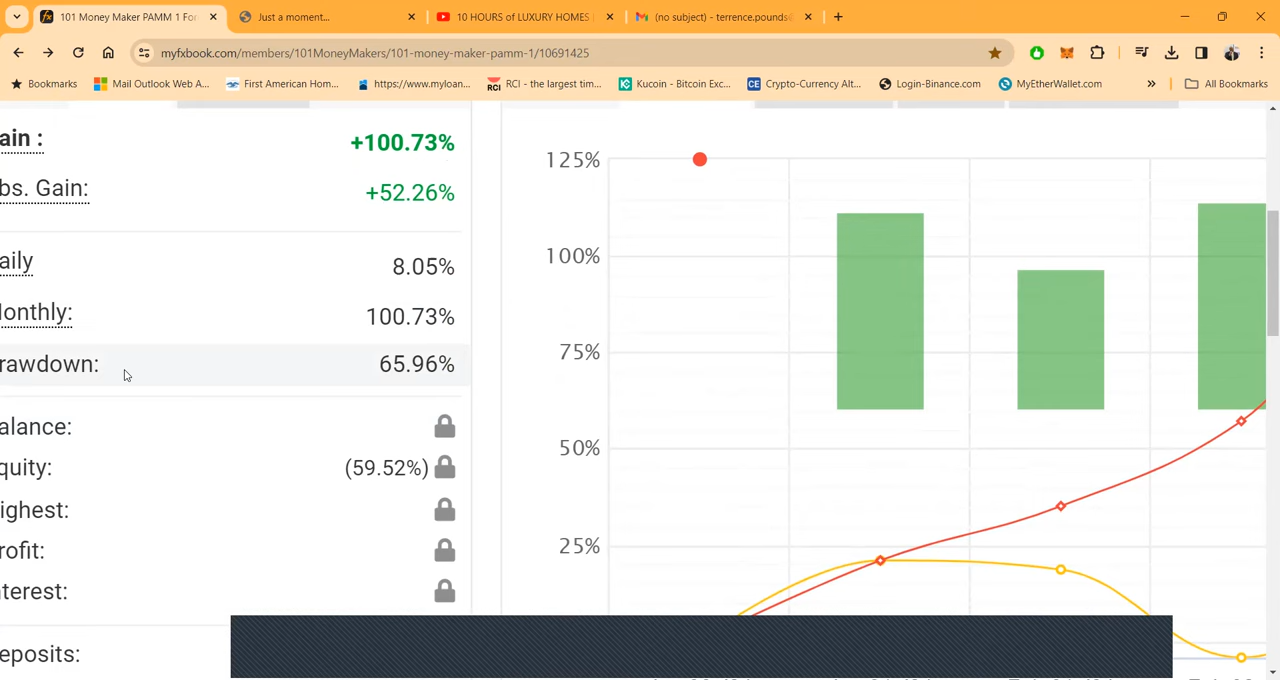 101 Money Maker PAMM 1 For
Just a moment...
10 HOURS of LUXURY HOMES
(no subject) - terrence.pounds
myfxbook.com/members/101MoneyMakers/101-money-maker-pamm-1/10691425
Bookmarks
Mail Outlook Web A...
First American Hom...
https://www.myloan...
RCI
RCI - the largest tim...
Kucoin - Bitcoin Exc...
CE
Crypto-Currency Alt...
Login-Binance.com
MyEtherWallet.com
»
All Bookmarks
ain :
+100.73%
bs. Gain:
+52.26%
aily
8.05%
onthly:
100.73%
rawdown:
65.96%
alance:
quity:
(59.52%)
ighest:
rofit:
nterest:
eposits:
125%
100%
75%
50%
25%